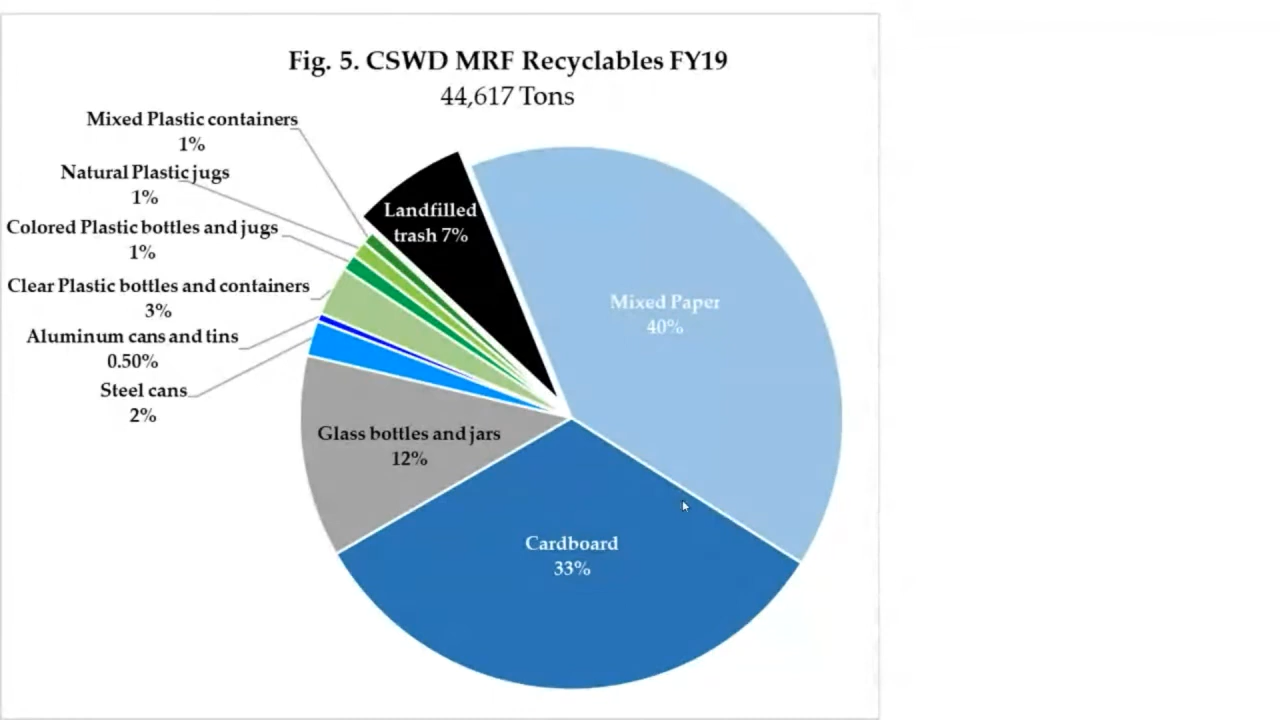 Fig. 5. CSWD MRF Recyclables FY19
44,617 Tons
Mixed Plastic containers
1%
Natural Plastic jugs
1%
Colored Plastic bottles and jugs
1%
Clear Plastic bottles and containers
3%
Aluminum cans and tins
0.50%
Steel cans
2%
Landfilled
trash 7%
Mixed Paper
40%
Glass bottles and jars
12%
Cardboard
33%